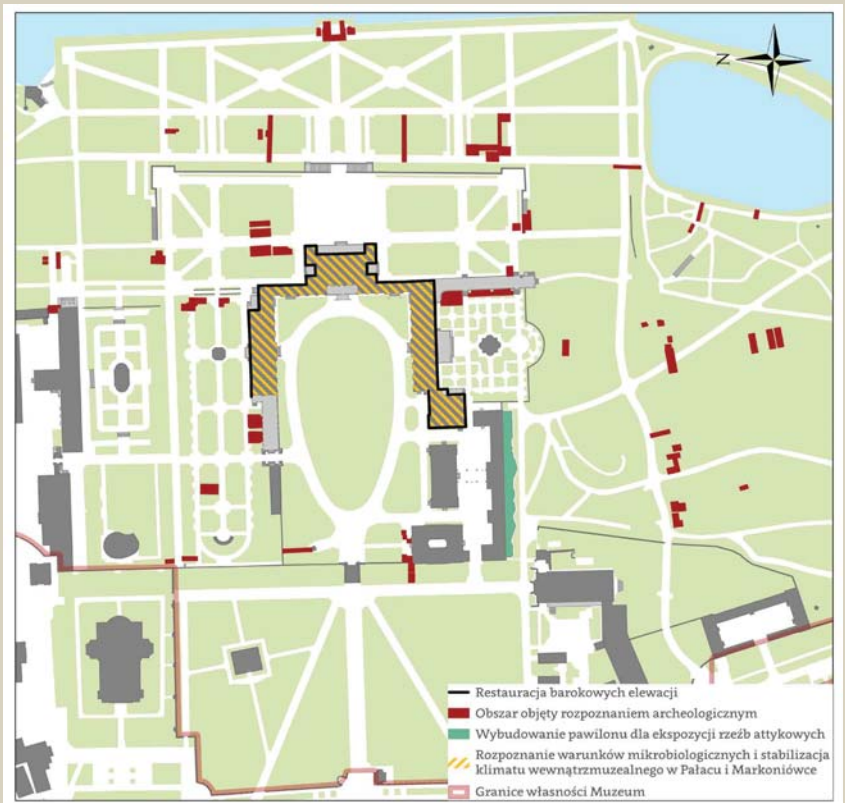 N
Restauracja barokowych elewacji
Obszar objęty rozpoznaniem archeologicznym
Wybudowanie pawilonu dla ekspozycji rzeźb attykowych
Rozpoznanie warunków mikrobiologicznych i stabilizacja
klimatu wewnątrzmuzealnego w Pałacu i Markoniówce
Granice własności Muzeum